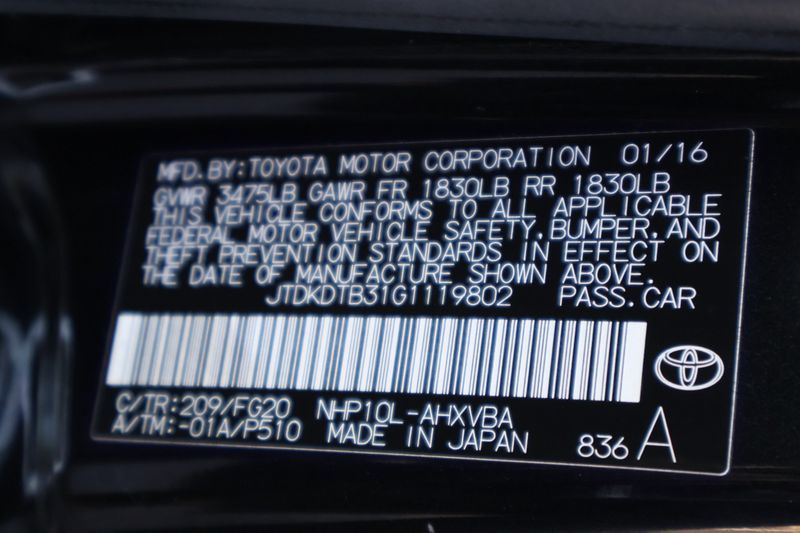 MFD.BY:TOYOTA MOTOR CORPORATION 01/16
GVWR 3475LB GAWR FR 1830LB RR 1830LB
THIS VEHICLE CONFORMS TO ALL APPLICABLE
FEDERAL MOTOR VEHICLE SAFETY,BUMPER,AND
THEFT PREVENTION STANDARDS IN EFFECT ON
THE DATE OF MANUFACTURE SHOWN ABOVE.
JTDKDTB31G1119802 PASS.CAR
C/TR:209/FG20 NHP10L-AHXVBA
A/TM:-01A/P510 MADE IN JAPAN 836 A